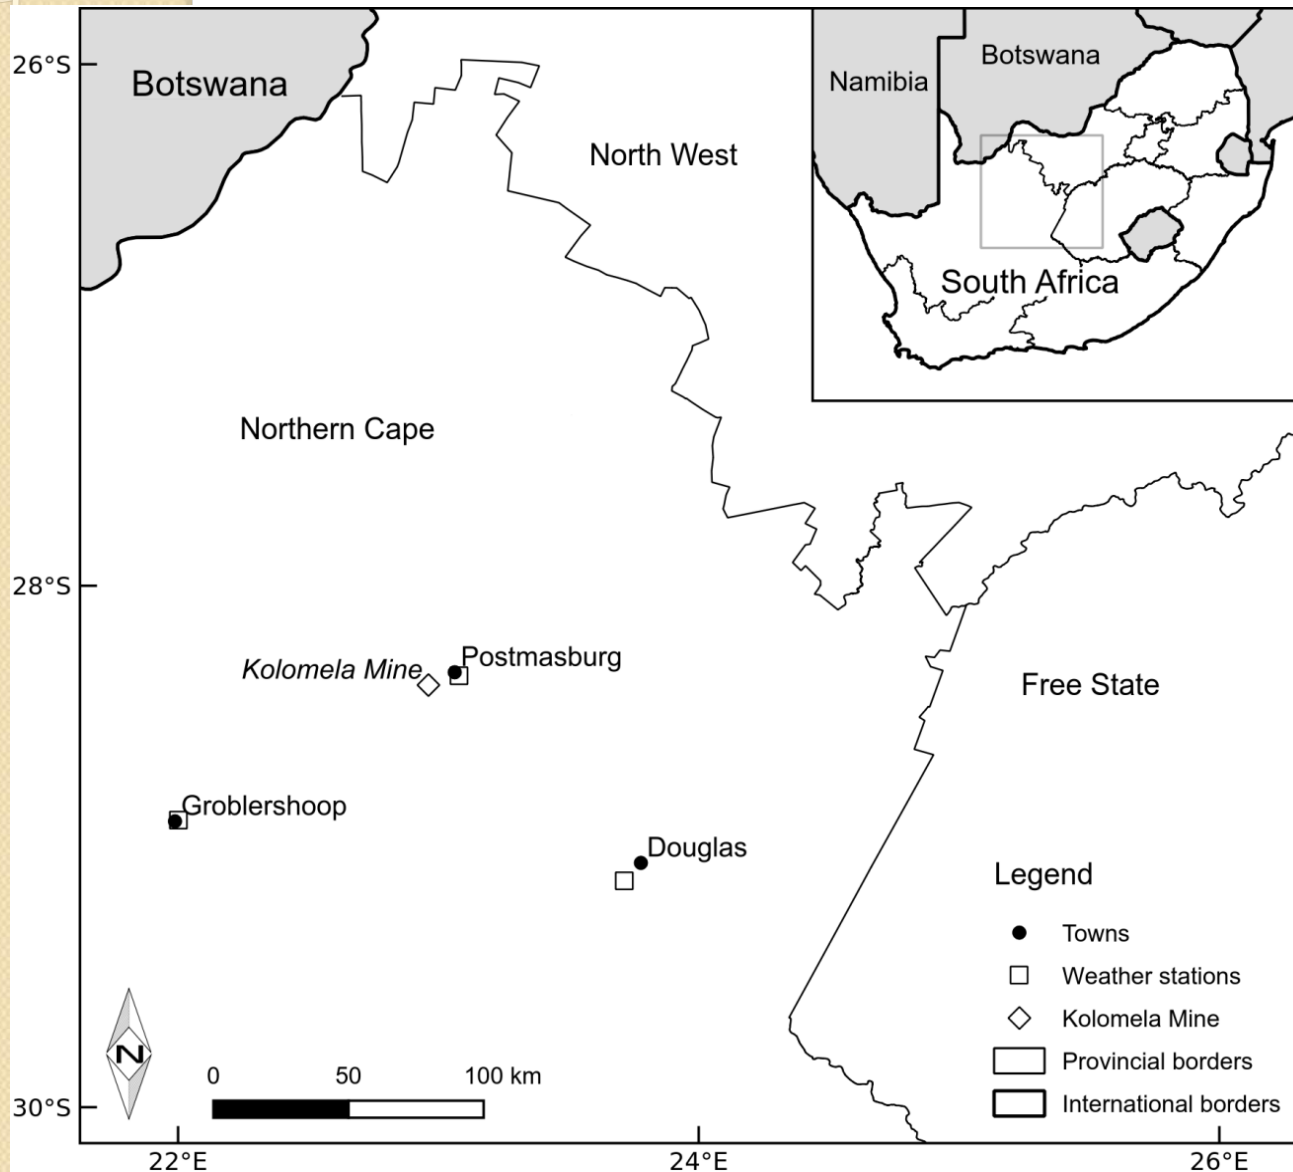 26°S
Botswana
North West
Namibia
Botswana
South Africa
Northern Cape
28°S
Kolomela Mine
Postmasburg
Free State
Groblershoop
Douglas
Legend
Towns
Weather stations
Kolomela Mine
Provincial borders
International borders
N
0 50 100 km
30°S
22°E 24°E 26°E